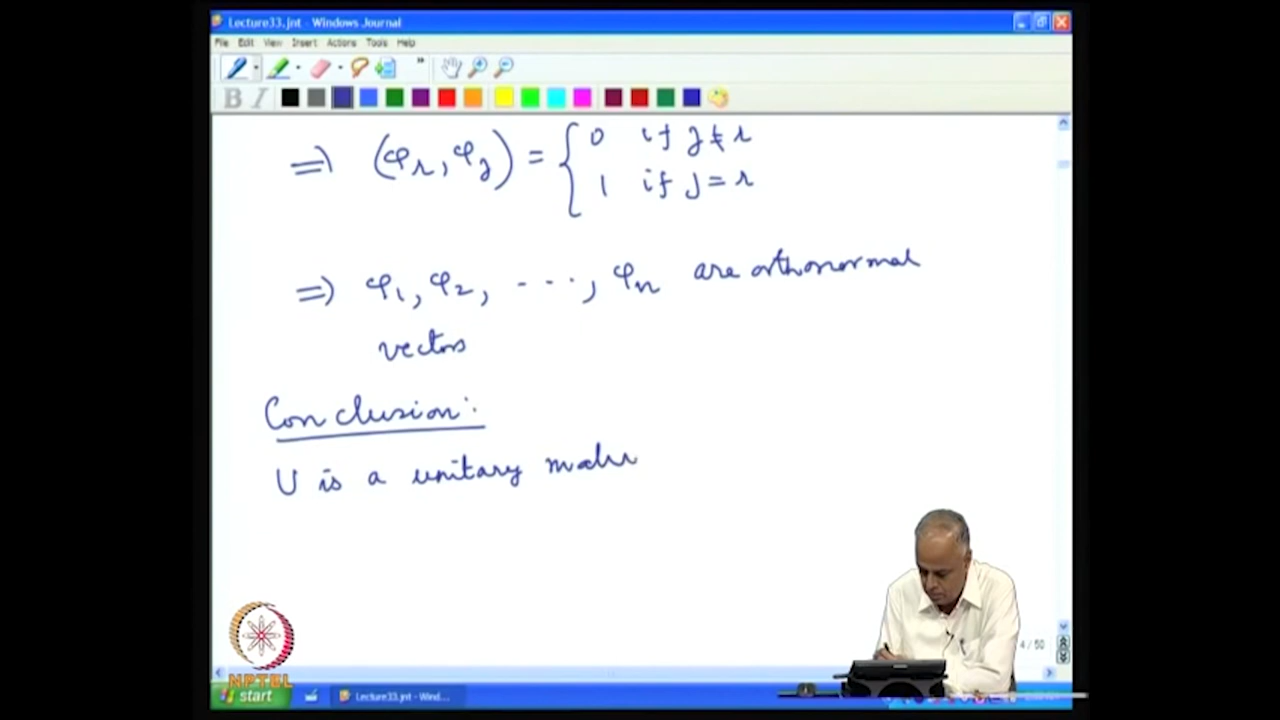 Lecture33.jnt - Windows Journal
File Edit View Insert Actions Tools Help
B I
⟹ (φr, φj) = { 0 if j ≠ r
1 if j = r
⟹ φ1, φ2, ····, φn are orthonormal
vectors
Conclusion:
U is a unitary
4 / 50
NPTEL
start Lecture33.jnt - Wind...